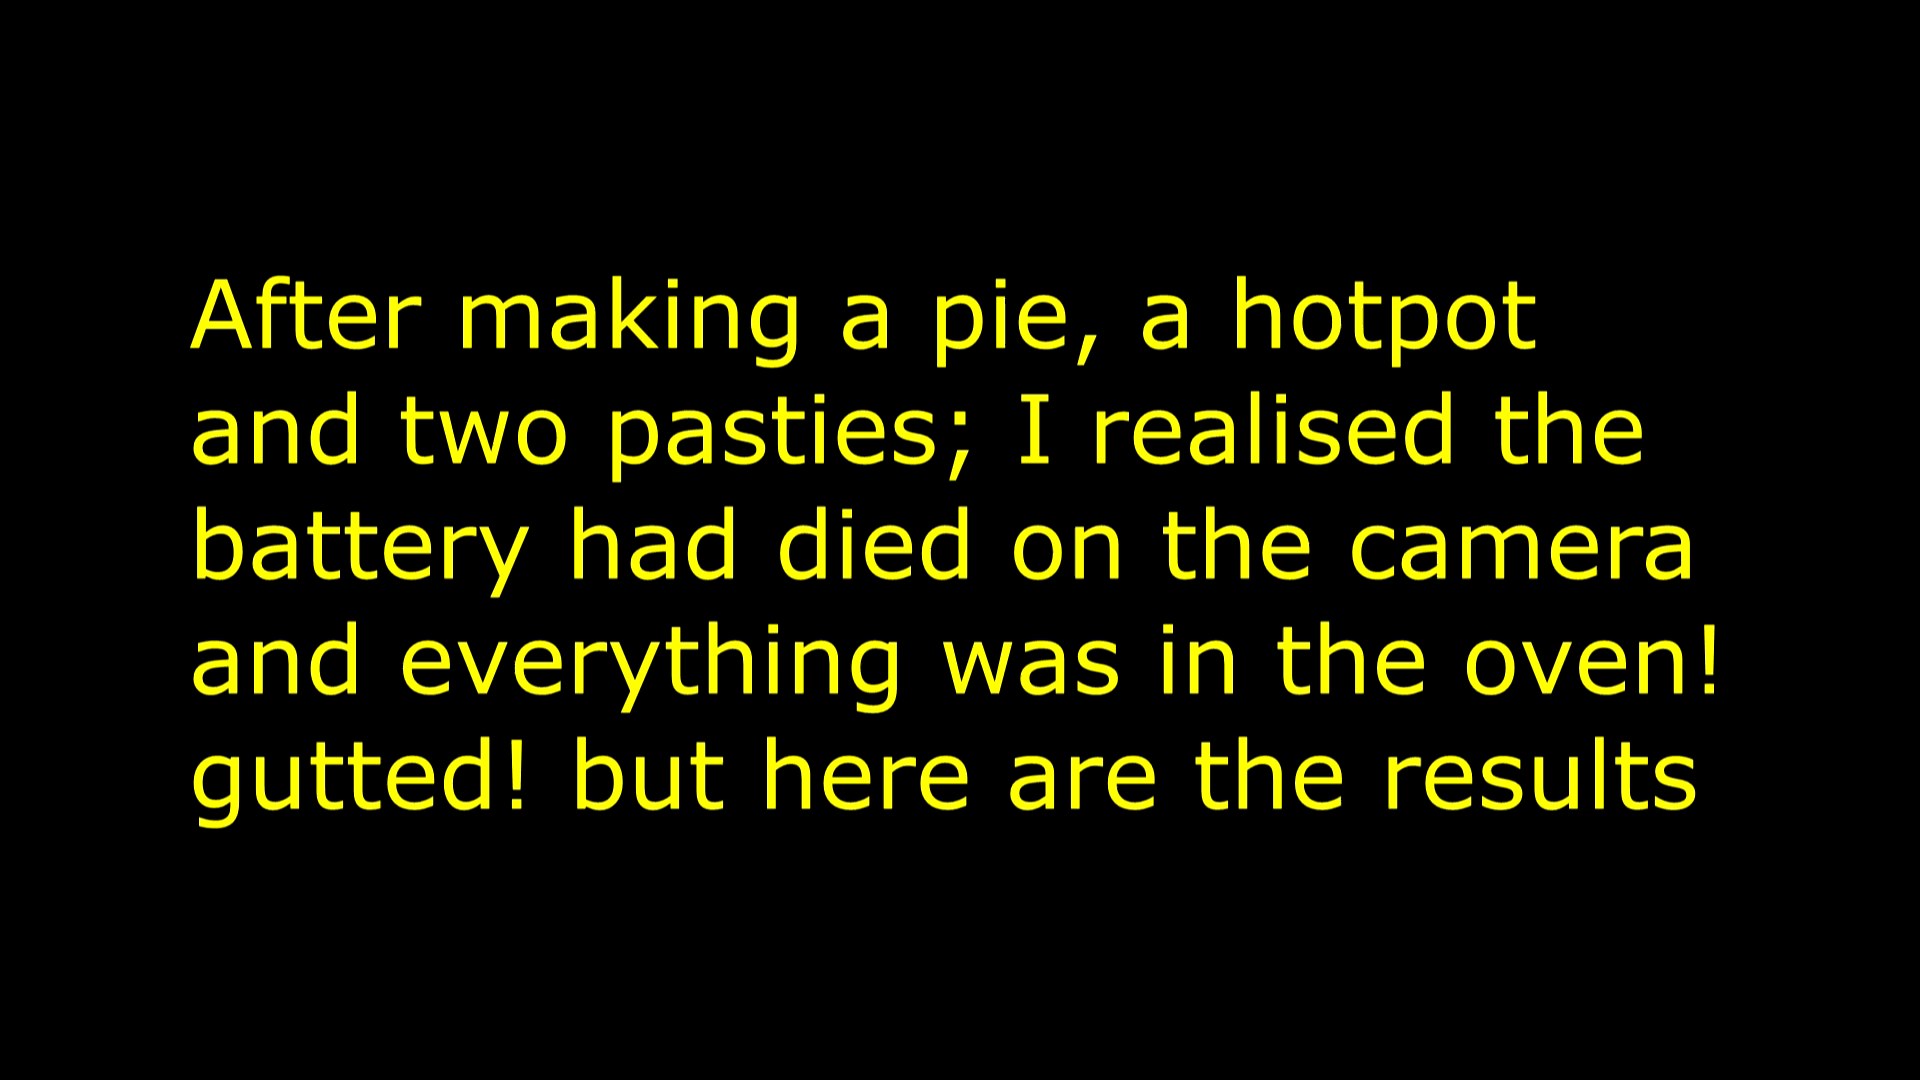 After making a pie, a hotpot
and two pasties; I realised the
battery had died on the camera
and everything was in the oven!
gutted! but here are the results